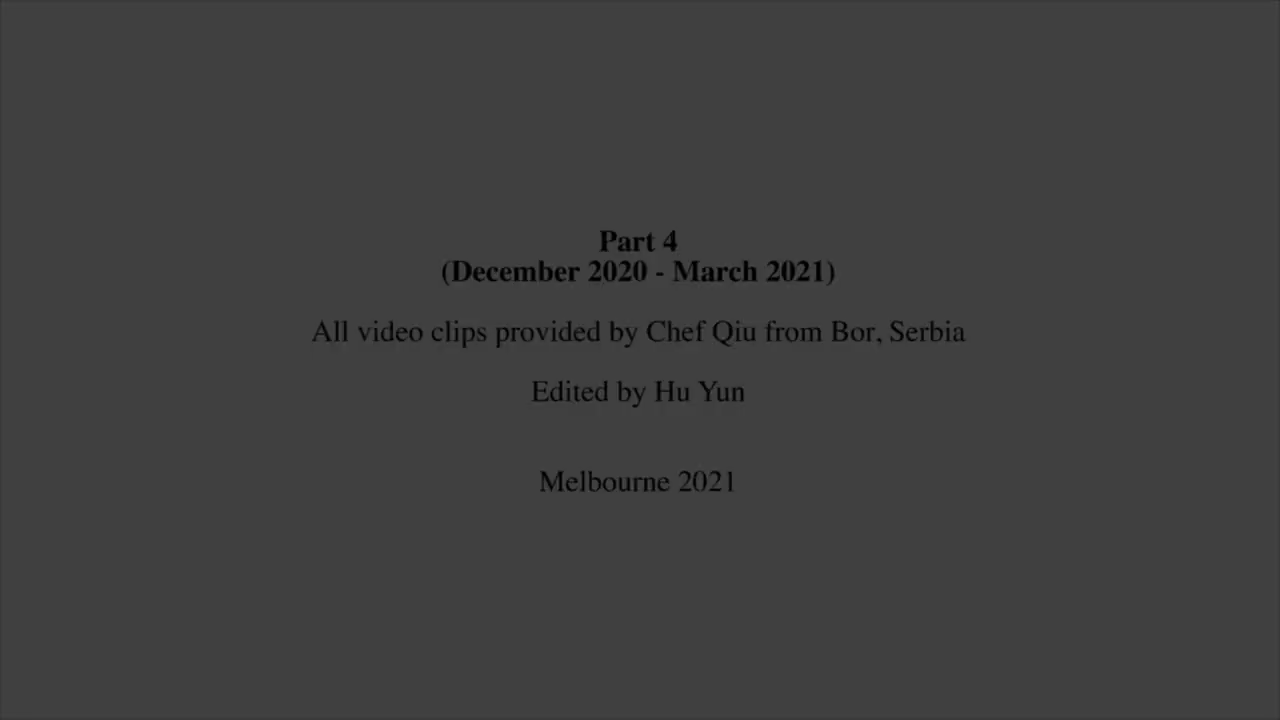 Part 4
(December 2020 - March 2021)
All video clips provided by Chef Qiu from Bor, Serbia
Edited by Hu Yun
Melbourne 2021